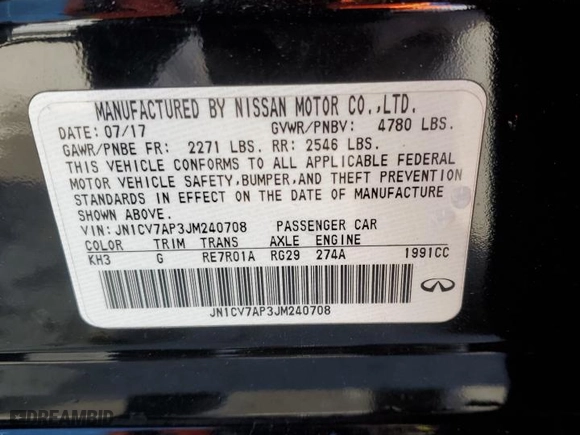 MANUFACTURED BY NISSAN MOTOR CO.,LTD.
DATE: 07/17 GVWR/PNBV: 4780 LBS.
GAWR/PNBE FR: 2271 LBS. RR: 2546 LBS.
THIS VEHICLE CONFORMS TO ALL APPLICABLE FEDERAL
MOTOR VEHICLE SAFETY,BUMPER,AND THEFT PREVENTION
STANDARDS IN EFFECT ON THE DATE OF MANUFACTURE
SHOWN ABOVE.
VIN: JN1CV7AP3JM240708 PASSENGER CAR
COLOR TRIM TRANS AXLE ENGINE
KH3 G RE7R01A RG29 274A 1991CC
JN1CV7AP3JM240708
DREAMBID